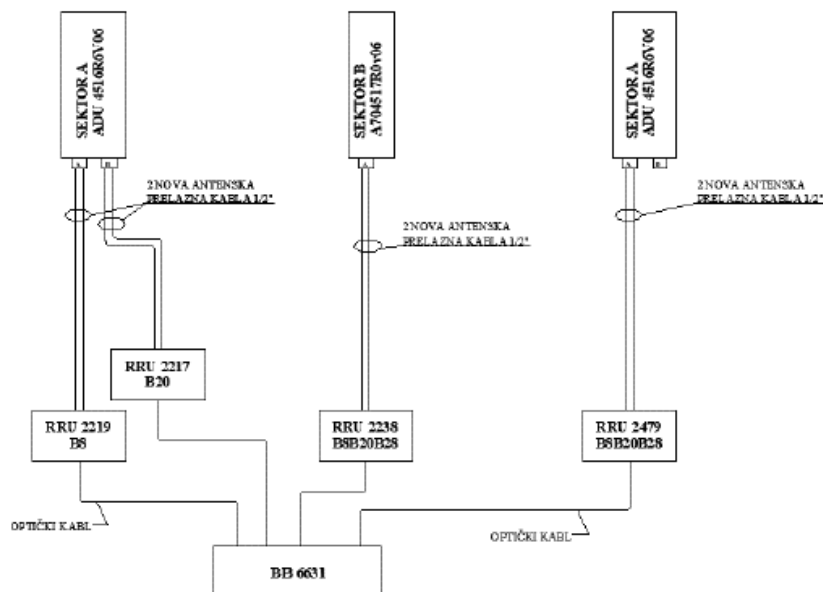 SEKTOR A
ADU 4516R6V06
SEKTOR B
A704517R0v06
SEKTOR A
ADU 4516R6V06
A
B
A
A
B
2 NOVA ANTENSKA
PRELAZNA KABLA 1/2"
2 NOVA ANTENSKA
PRELAZNA KABLA 1/2"
2 NOVA ANTENSKA
PRELAZNA KABLA 1/2"
RRU 2217
B20
RRU 2219
B8
RRU 2238
B8B20B28
RRU 2479
B8B20B28
OPTIČKI KABL
OPTIČKI KABL
BB 6631